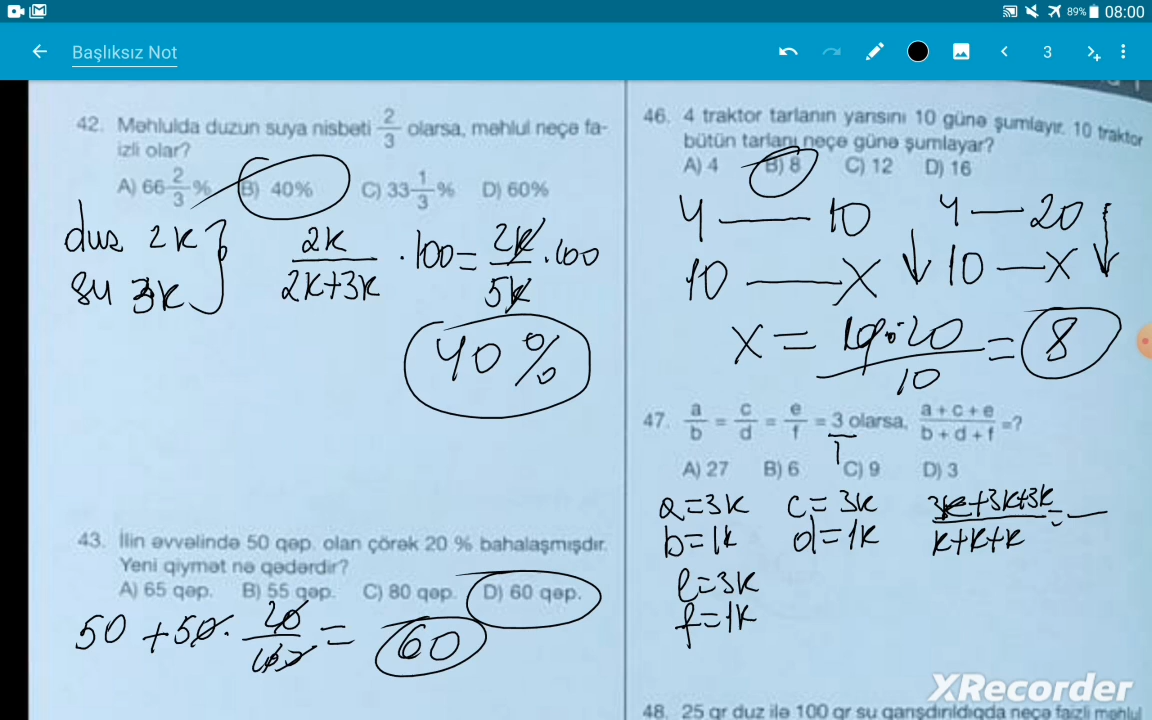 89% 08:00
Başlıksız Not
3
42. Məhlulda duzun suya nisbəti 2/3 olarsa, məhlul neçə fa-
izli olar?
A) 66 2/3 % B) 40% C) 33 1/3 % D) 60%
duz 2k
su 3k
2k/2k+3k · 100 = 2k/5k · 100
40%
43. İlin əvvəlində 50 qəp. olan çörək 20 % bahalaşmışdır.
Yeni qiymət nə qədərdir?
A) 65 qəp. B) 55 qəp. C) 80 qəp. D) 60 qəp.
50 + 50 · 20/100 = 60
46. 4 traktor tarlanın yarısını 10 günə şumlayır. 10 traktor
bütün tarlanı neçə günə şumlayar?
A) 4 B) 8 C) 12 D) 16
4 — 10 4 — 20
10 — X 10 — X
X = 20/10 = 8
47. a/b = c/d = e/f = 3 olarsa, a + c + e/b + d + f = ?
1
A) 27 B) 6 C) 9 D) 3
a = 3k c = 3k 3k + 3k + 3k/k + k + k =
b = 1k d = 1k
e = 3k
f = 1k
XRecorder
48. 25 qr duz ilə 100 qr su qarışdırıldıqda neçə faizli məhlul